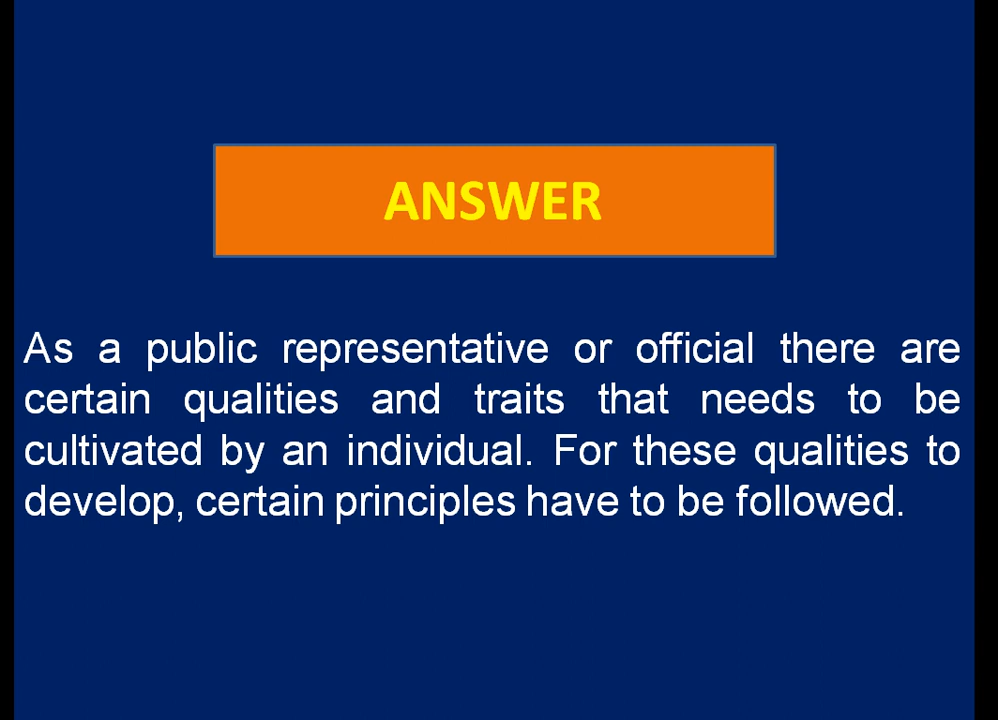 ANSWER
As a public representative or official there are
certain qualities and traits that needs to be
cultivated by an individual. For these qualities to
develop, certain principles have to be followed.